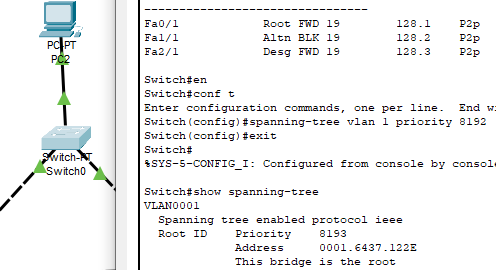 PC-PT
PC2
Switch-PT
Switch0
Fa0/1 Root FWD 19 128.1 P2p
Fa1/1 Altn BLK 19 128.2 P2p
Fa2/1 Desg FWD 19 128.3 P2p
Switch#en
Switch#conf t
Enter configuration commands, one per line. End wi
Switch(config)#spanning-tree vlan 1 priority 8192
Switch(config)#exit
Switch#
%SYS-5-CONFIG_I: Configured from console by consol
Switch#show spanning-tree
VLAN0001
Spanning tree enabled protocol ieee
Root ID Priority 8193
Address 0001.6437.122E
This bridge is the root